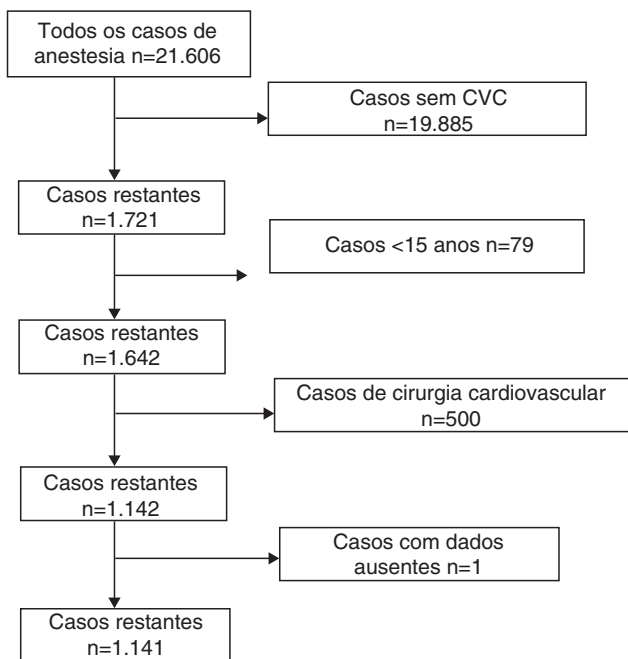 Todos os casos de
anestesia n=21.606
Casos sem CVC
n=19.885
Casos restantes
n=1.721
Casos <15 anos n=79
Casos restantes
n=1.642
Casos de cirurgia cardiovascular
n=500
Casos restantes
n=1.142
Casos com dados
ausentes n=1
Casos restantes
n=1.141